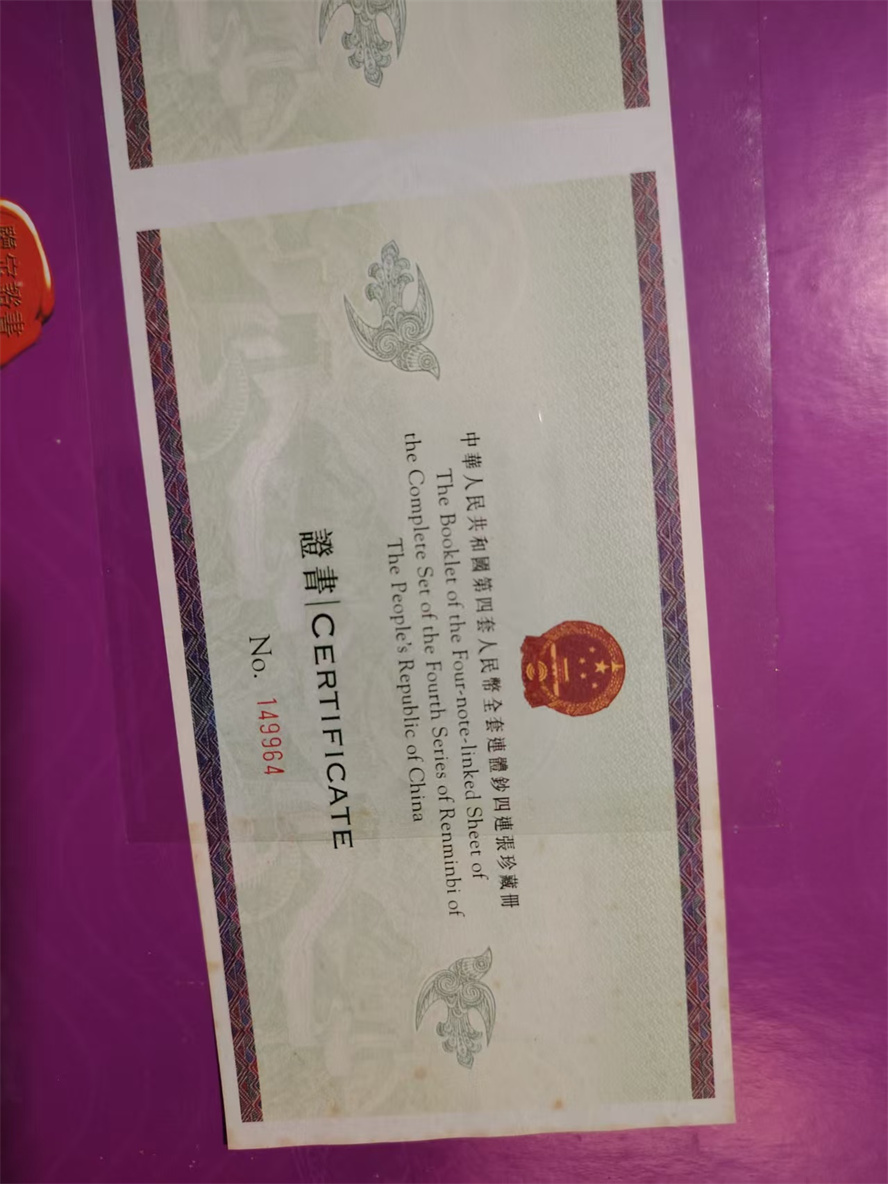 中華人民共和國第四套人民幣全套連體鈔四連張珍藏冊
The Booklet of the Four-note-linked Sheet of
the Complete Set of the Fourth Series of Renminbi of
The People's Republic of China
證書|CERTIFICATE
No. 149964